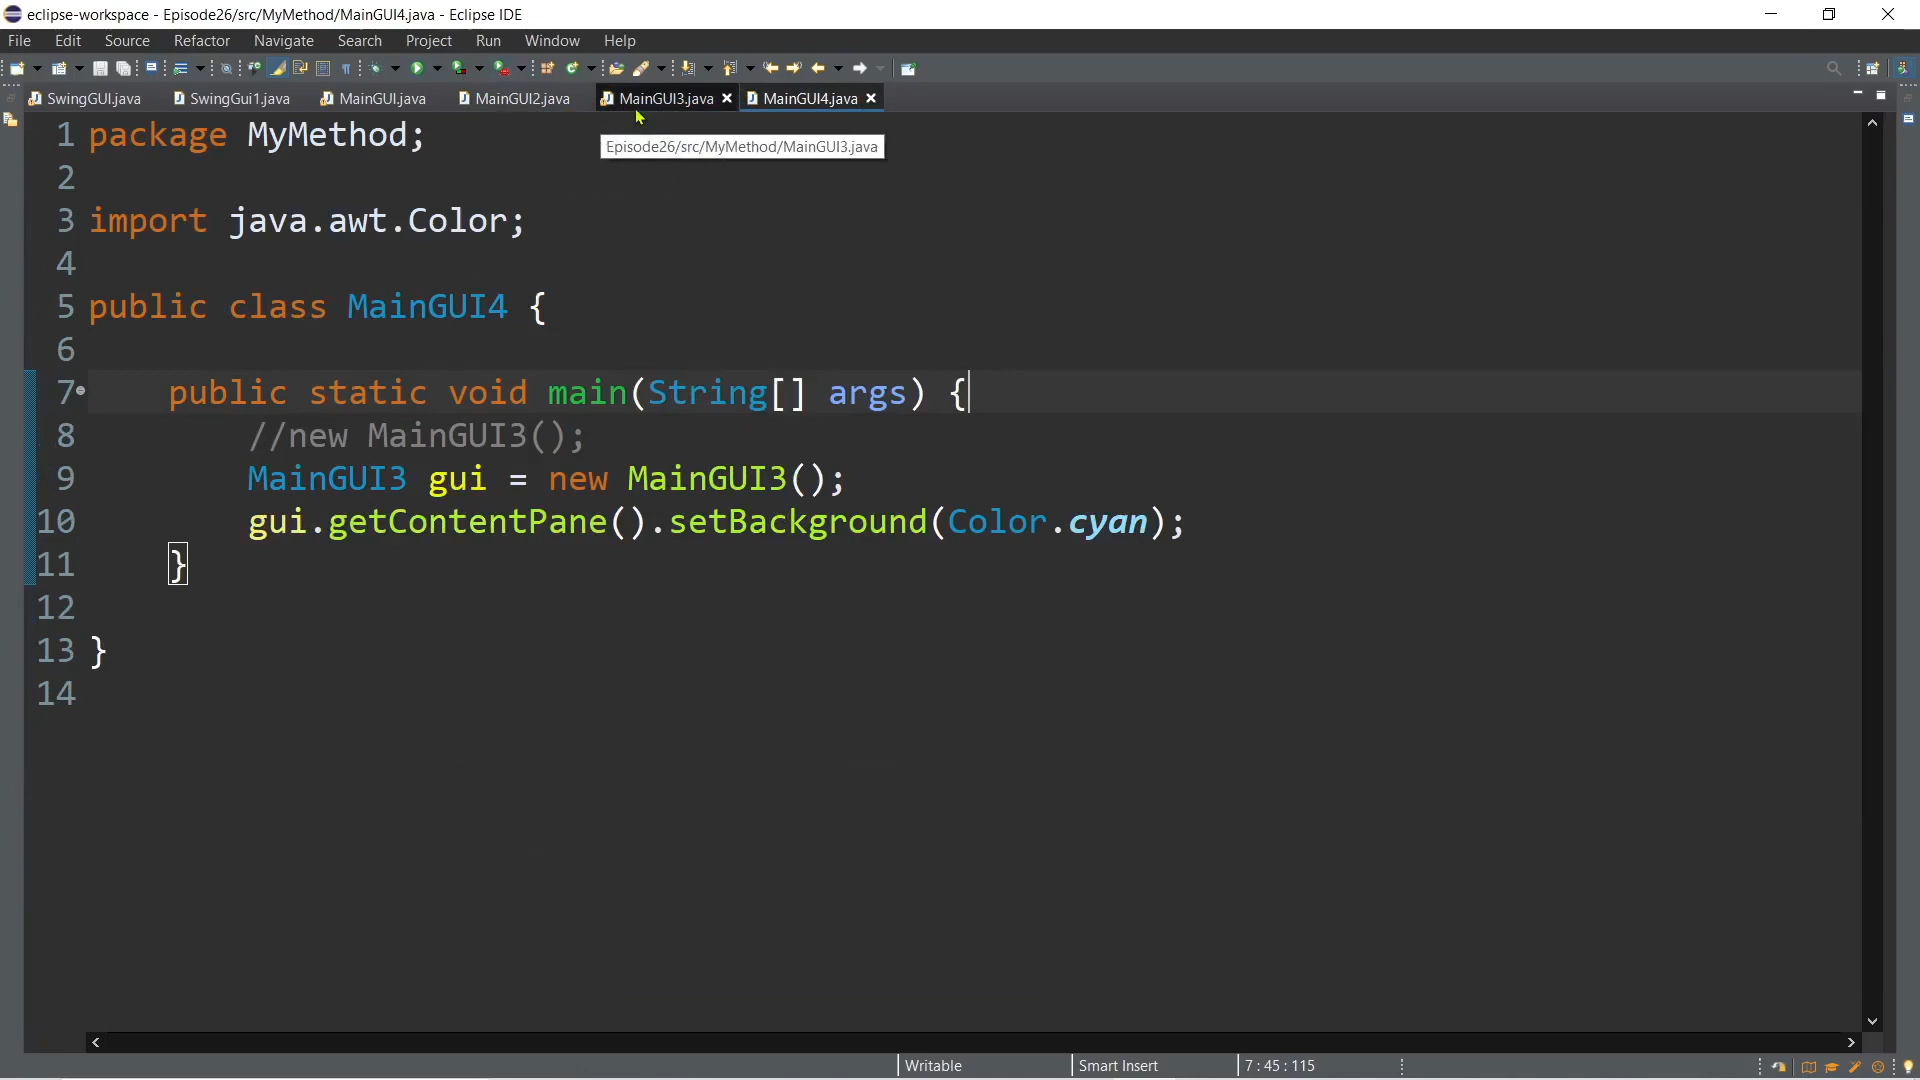 eclipse-workspace - Episode26/src/MyMethod/MainGUI4.java - Eclipse IDE
File Edit Source Refactor Navigate Search Project Run Window Help
SwingGUI.java SwingGui1.java MainGUI.java MainGUI2.java MainGUI3.java MainGUI4.java
1 package MyMethod;
Episode26/src/MyMethod/MainGUI3.java
2
3 import java.awt.Color;
4
5 public class MainGUI4 {
6
7 public static void main(String[] args) {
8 //new MainGUI3();
9 MainGUI3 gui = new MainGUI3();
10 gui.getContentPane().setBackground(Color.cyan);
11 }
12
13 }
14
Writable Smart Insert 7 : 45 : 115